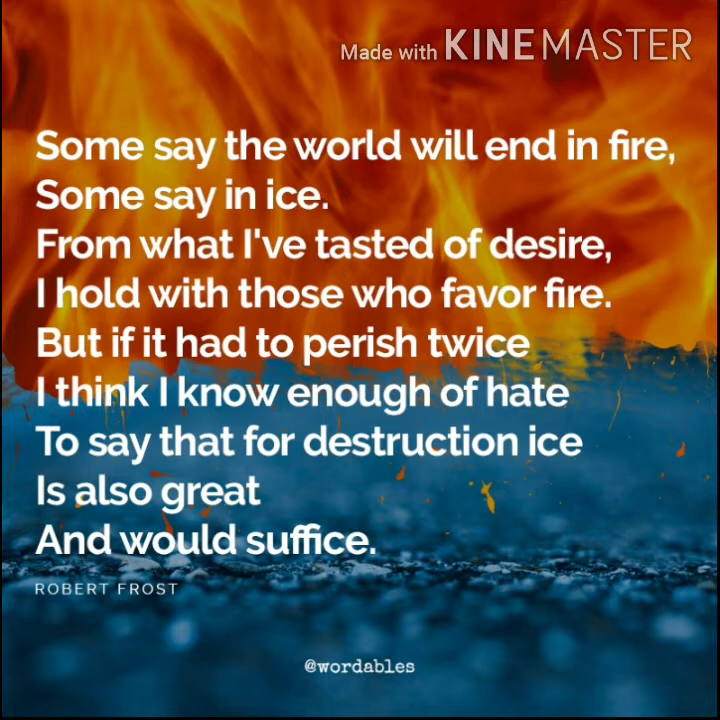 Made with KINEMASTER
Some say the world will end in fire,
Some say in ice.
From what I've tasted of desire,
I hold with those who favor fire.
But if it had to perish twice
I think I know enough of hate
To say that for destruction ice
Is also great
And would suffice.
ROBERT FROST
@wordables